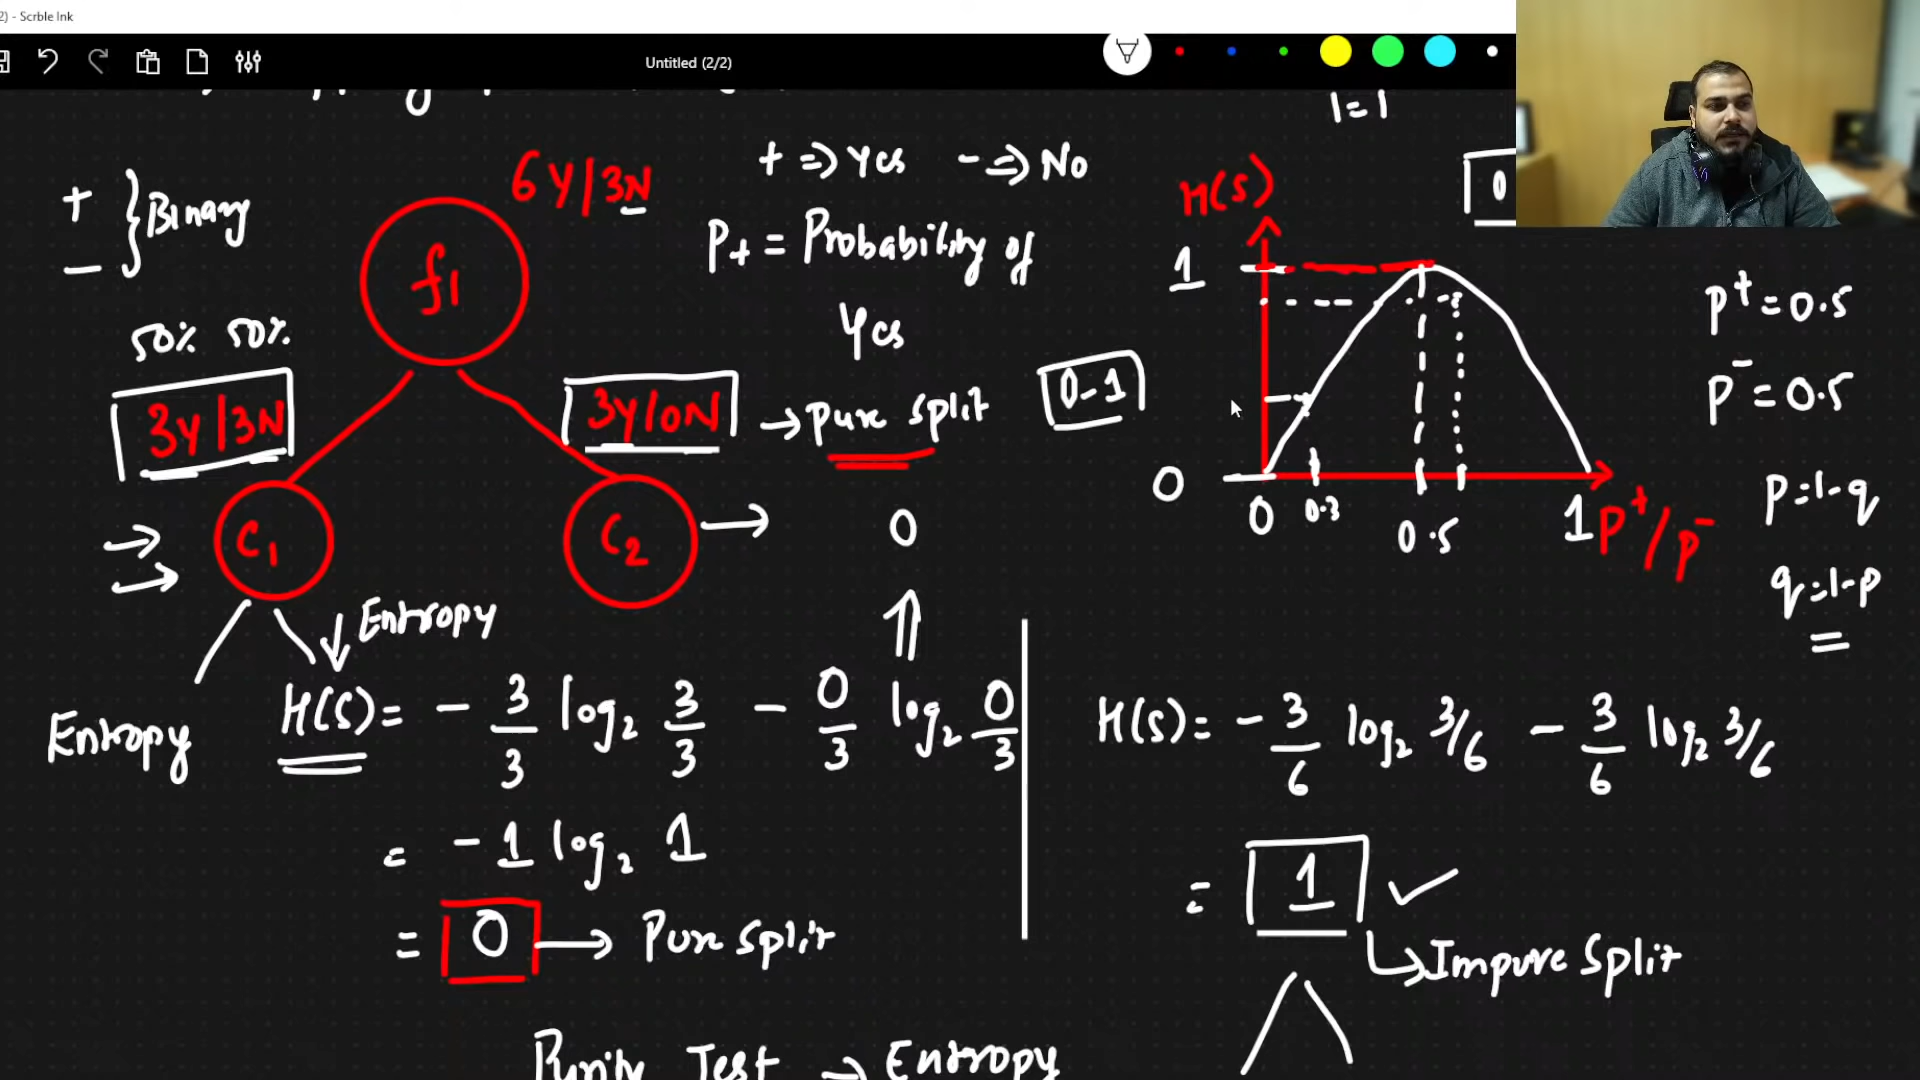 2) - Scrble Ink
Untitled (2/2)
1=1
+
-
} Binary
6Y/3N
f1
+ => Yes - => No
P+ = Probability of
Yes
H(S)
1
0
0 0.3 0.5 1 P+/P-
0
P+ = 0.5
P- = 0.5
P=1-q
q=1-P
50% 50%
3Y/3N
3Y/0N
→ Pure split
0-1
C1
C2
→ 0
Entropy
Entropy
H(S) = - 3/3 log₂ 3/3 - 0/3 log₂ 0/3
= -1 log₂ 1
= 0 → Pure split
H(S) = - 3/6 log₂ 3/6 - 3/6 log₂ 3/6
= 1 ✓
→ Impure Split
Purity Test → Entropy